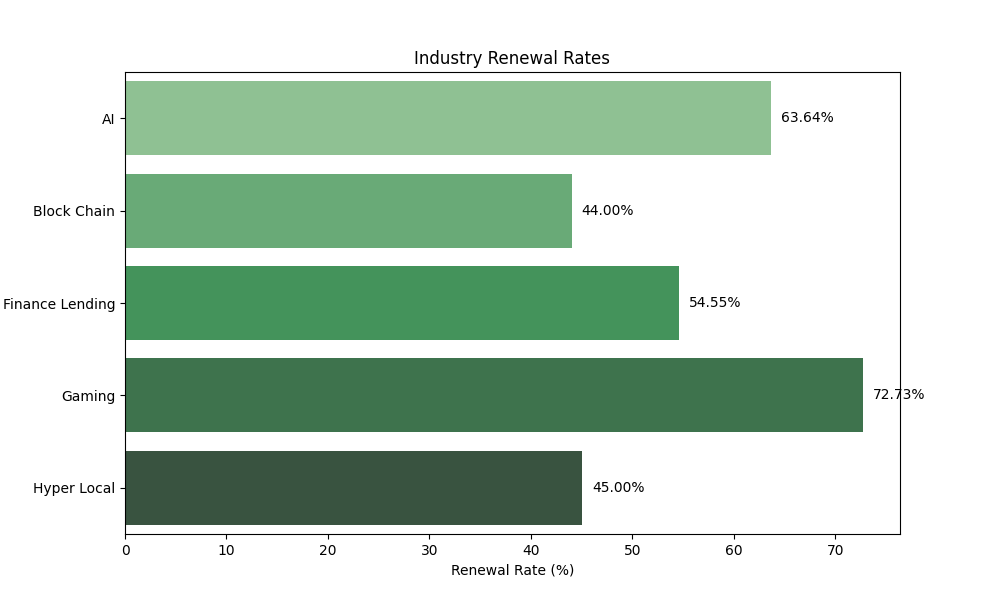 Industry Renewal Rates
AI
63.64%
Block Chain
44.00%
Finance Lending
54.55%
Gaming
72.73%
Hyper Local
45.00%
0 10 20 30 40 50 60 70
Renewal Rate (%)